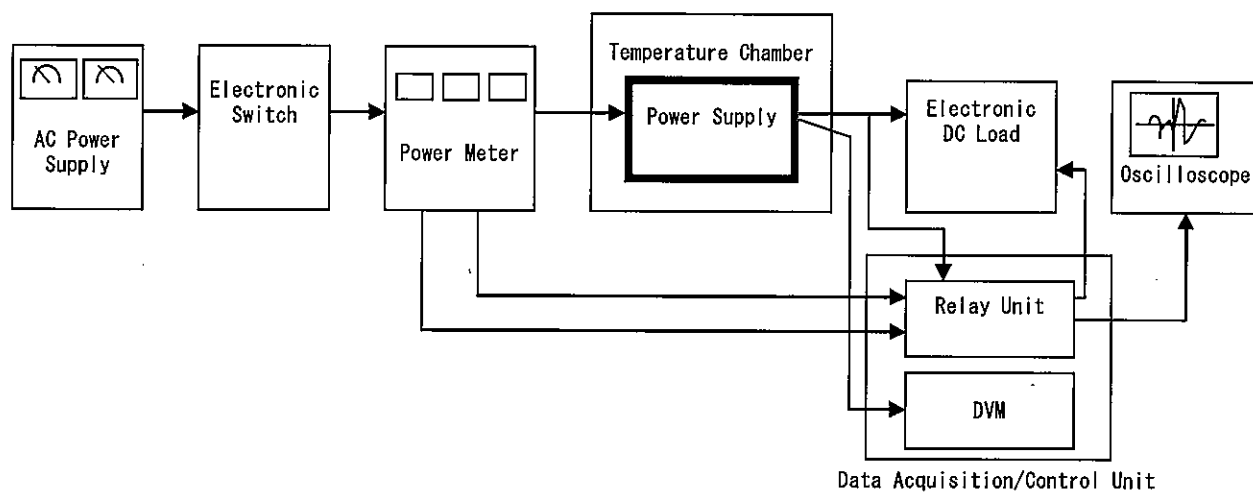 AC Power
Supply
Electronic
Switch
Power Meter
Temperature Chamber
Power Supply
Electronic
DC Load
Oscilloscope
Relay Unit
DVM
Data Acquisition/Control Unit